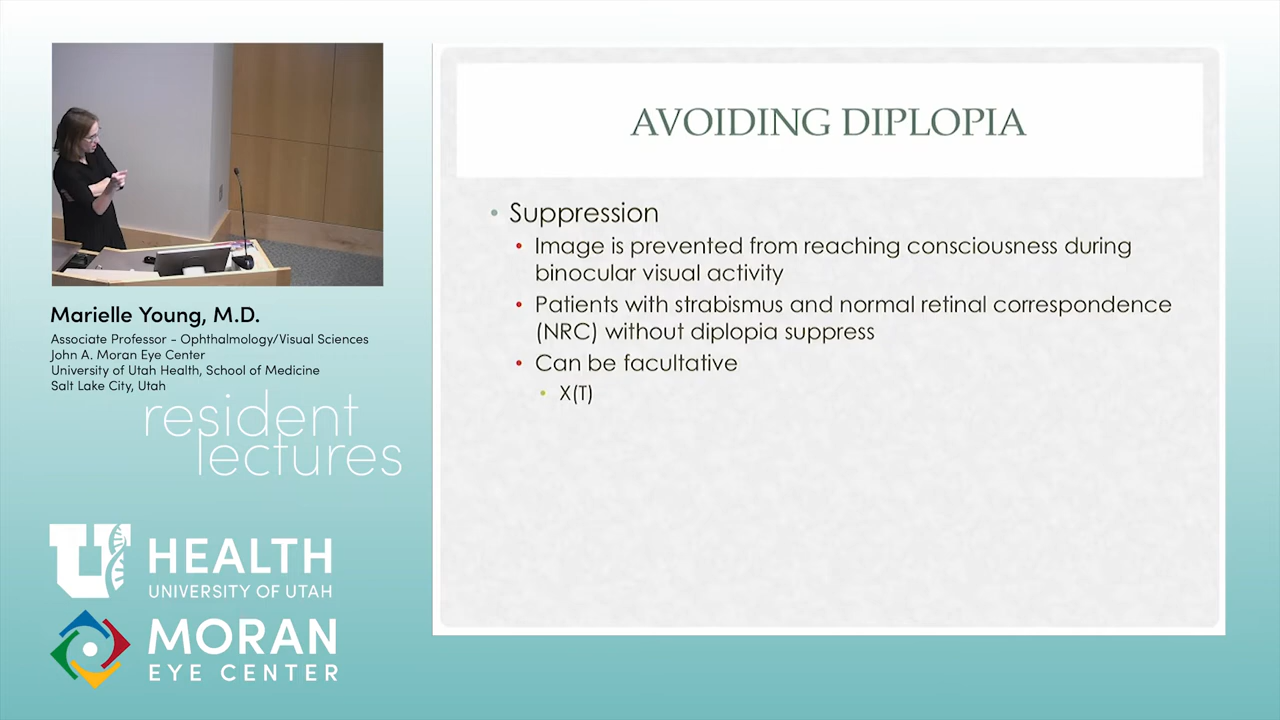 AVOIDING DIPLOPIA
Suppression
Image is prevented from reaching consciousness during
binocular visual activity
Patients with strabismus and normal retinal correspondence
(NRC) without diplopia suppress
Can be facultative
X(T)
Marielle Young, M.D.
Associate Professor - Ophthalmology/Visual Sciences
John A. Moran Eye Center
University of Utah Health, School of Medicine
Salt Lake City, Utah
resident
lectures
U HEALTH
UNIVERSITY OF UTAH
MORAN
EYE CENTER